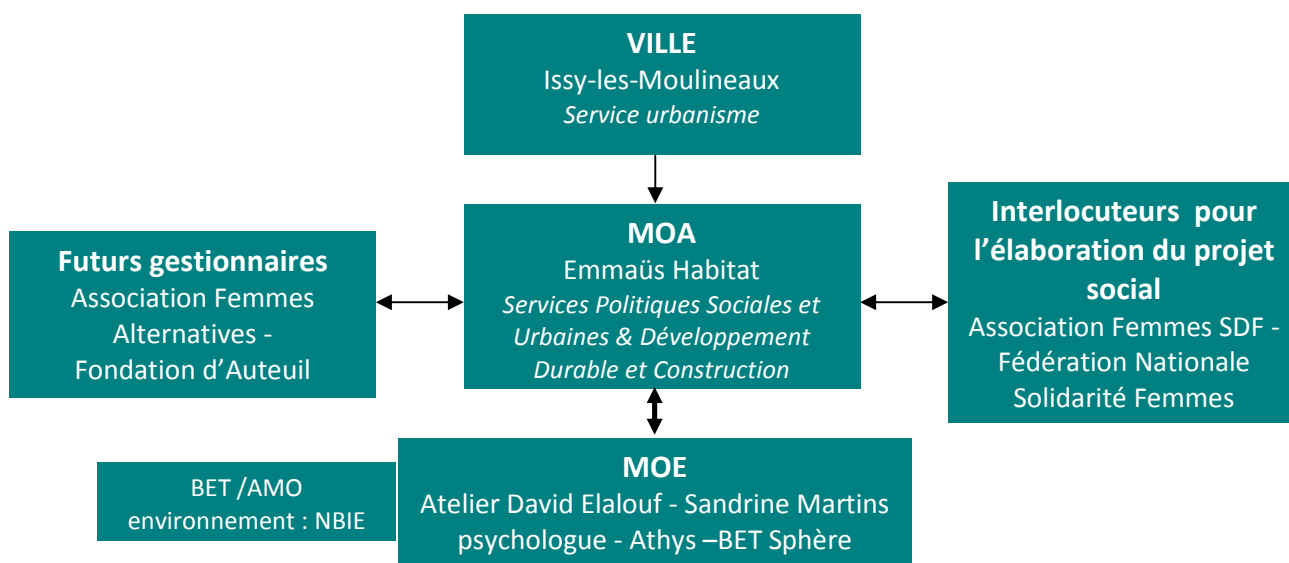 VILLE
Issy-les-Moulineaux
Service urbanisme
Futurs gestionnaires
Association Femmes
Alternatives -
Fondation d’Auteuil
MOA
Emmaüs Habitat
Services Politiques Sociales et
Urbaines & Développement
Durable et Construction
Interlocuteurs pour
l’élaboration du projet
social
Association Femmes SDF -
Fédération Nationale
Solidarité Femmes
BET /AMO
environnement : NBIE
MOE
Atelier David Elalouf - Sandrine Martins
psychologue - Athys –BET Sphère